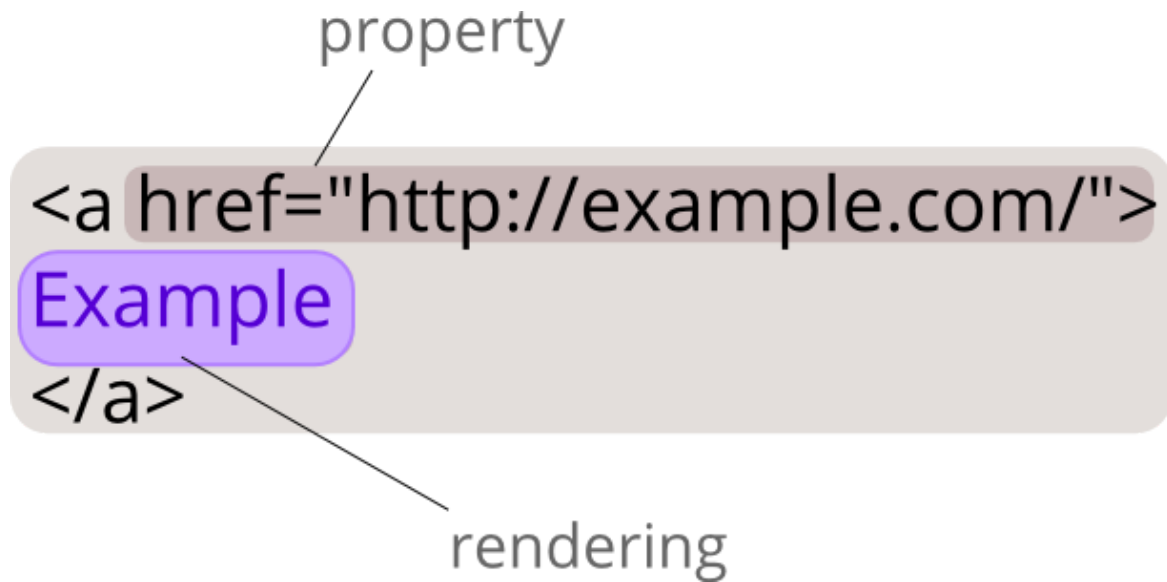 property
<a href="http://example.com/">
Example
</a>
rendering